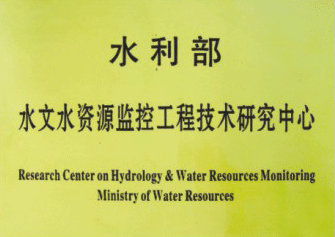 水利部
水文水资源监控工程技术研究中心
Research Center on Hydrology & Water Resources Monitoring
Ministry of Water Resources